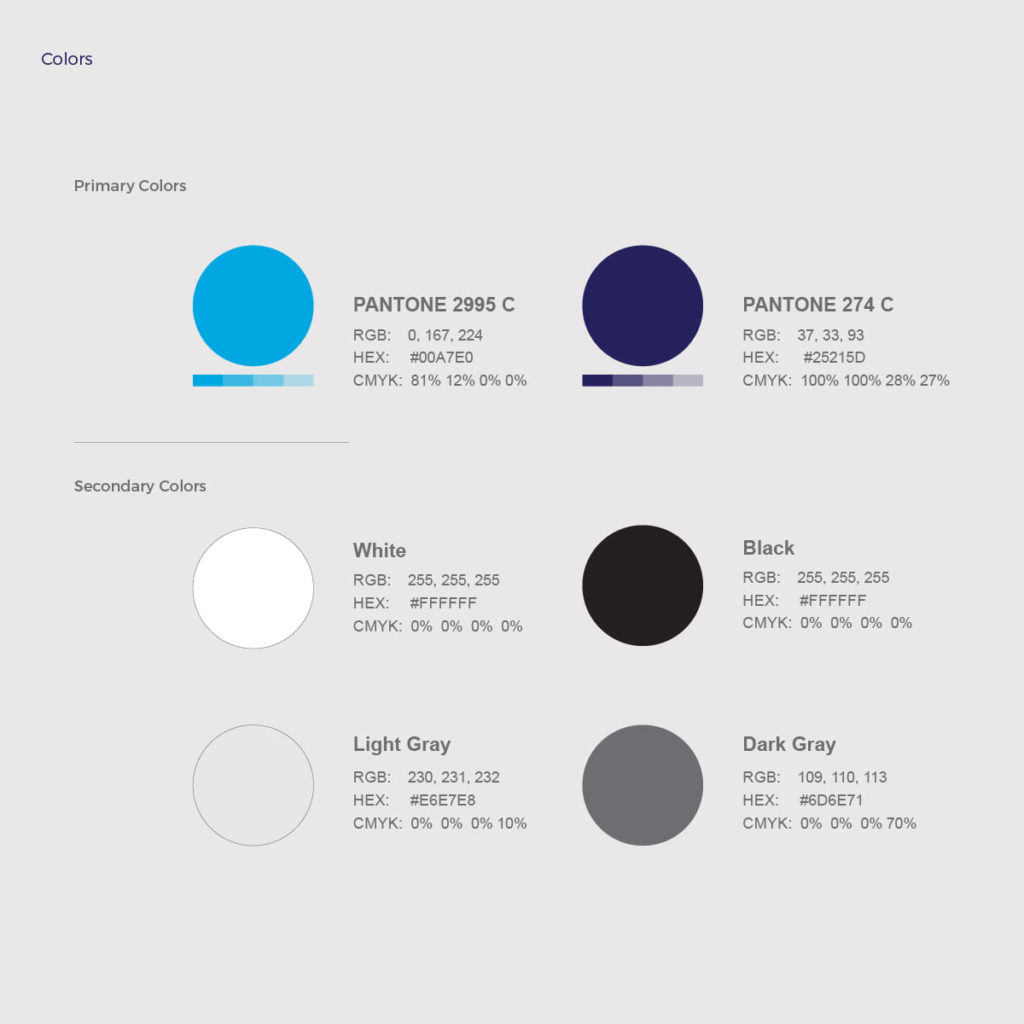 Colors
Primary Colors
PANTONE 2995 C
RGB: 0, 167, 224
HEX: #00A7E0
CMYK: 81% 12% 0% 0%
PANTONE 274 C
RGB: 37, 33, 93
HEX: #25215D
CMYK: 100% 100% 28% 27%
Secondary Colors
White
RGB: 255, 255, 255
HEX: #FFFFFF
CMYK: 0% 0% 0% 0%
Black
RGB: 255, 255, 255
HEX: #FFFFFF
CMYK: 0% 0% 0% 0%
Light Gray
RGB: 230, 231, 232
HEX: #E6E7E8
CMYK: 0% 0% 0% 10%
Dark Gray
RGB: 109, 110, 113
HEX: #6D6E71
CMYK: 0% 0% 0% 70%